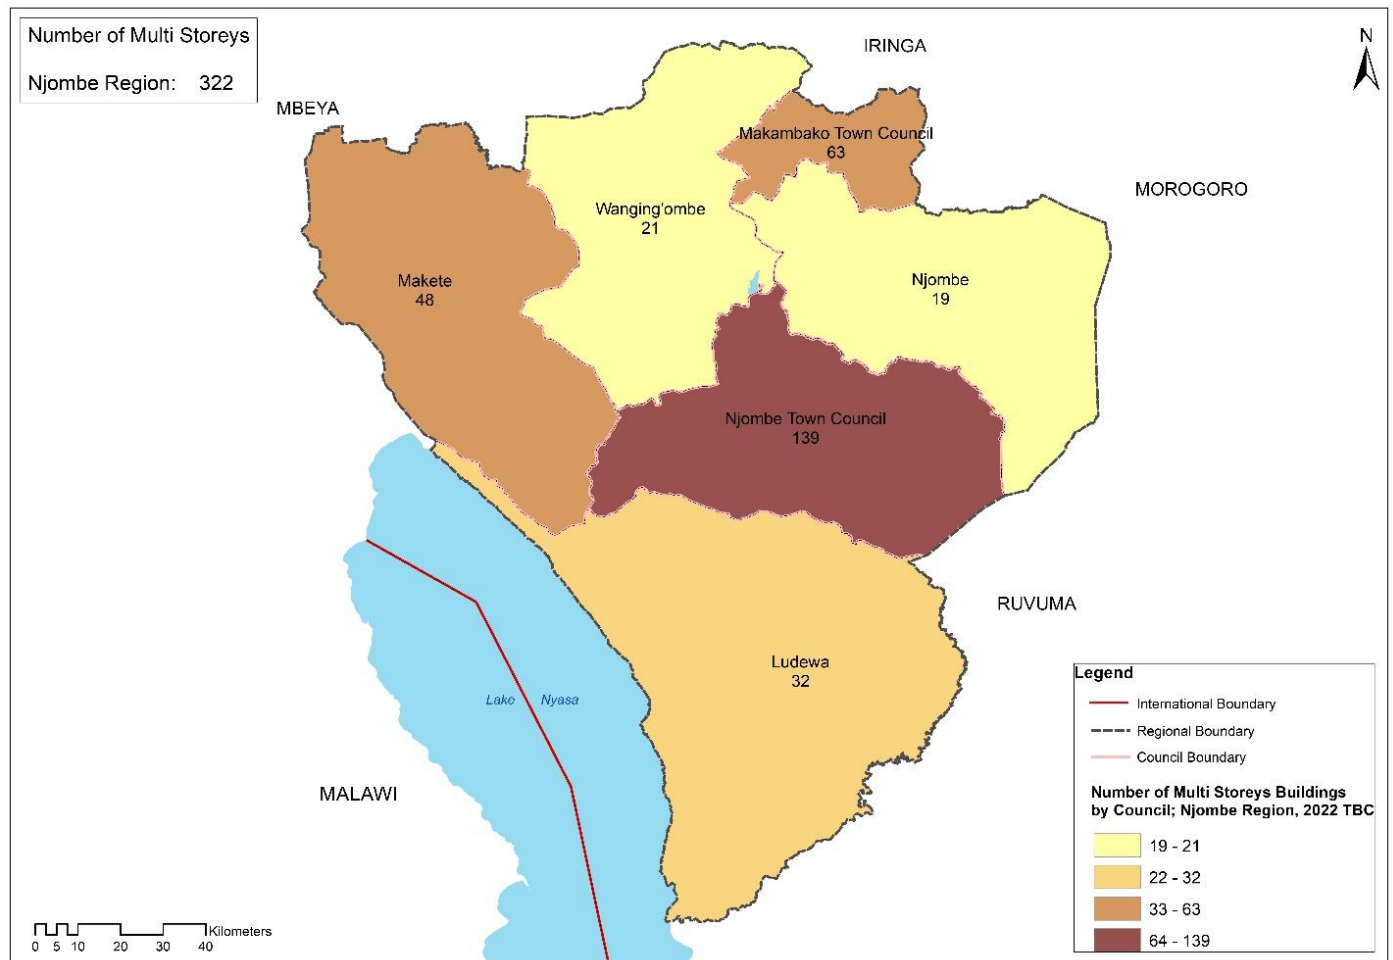 Number of Multi Storeys
Njombe Region: 322
IRINGA
N
MBEYA
Makambako Town Council
63
MOROGORO
Wanging'ombe
21
Makete
48
Njombe
19
Njombe Town Council
139
RUVUMA
Ludewa
32
Lake Nyasa
MALAWI
Legend
International Boundary
Regional Boundary
Council Boundary
Number of Multi Storeys Buildings
by Council; Njombe Region, 2022 TBC
19 - 21
22 - 32
33 - 63
64 - 139
Kilometers
0 5 10 20 30 40